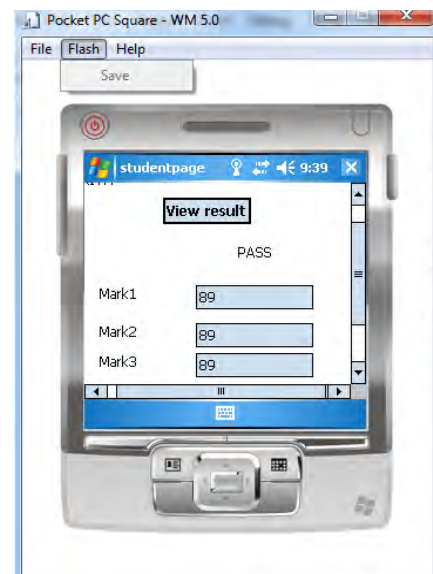 Pocket PC Square - WM 5.0
File Flash Help
Save
studentpage 9:39
View result
PASS
Mark1 89
Mark2 89
Mark3 89